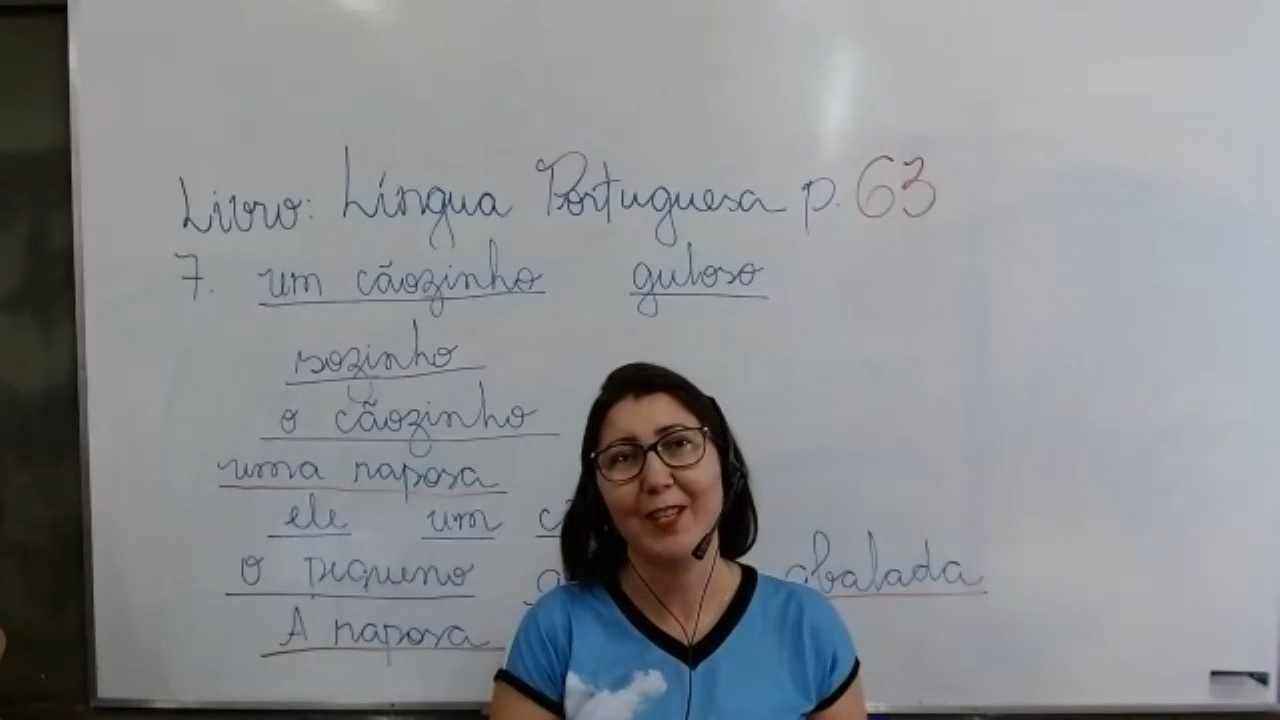 Livro: Língua Portuguesa p. 63
7. um cãozinho guloso
sozinho
o cãozinho
uma raposa
ele um
o pequeno abalada
A raposa